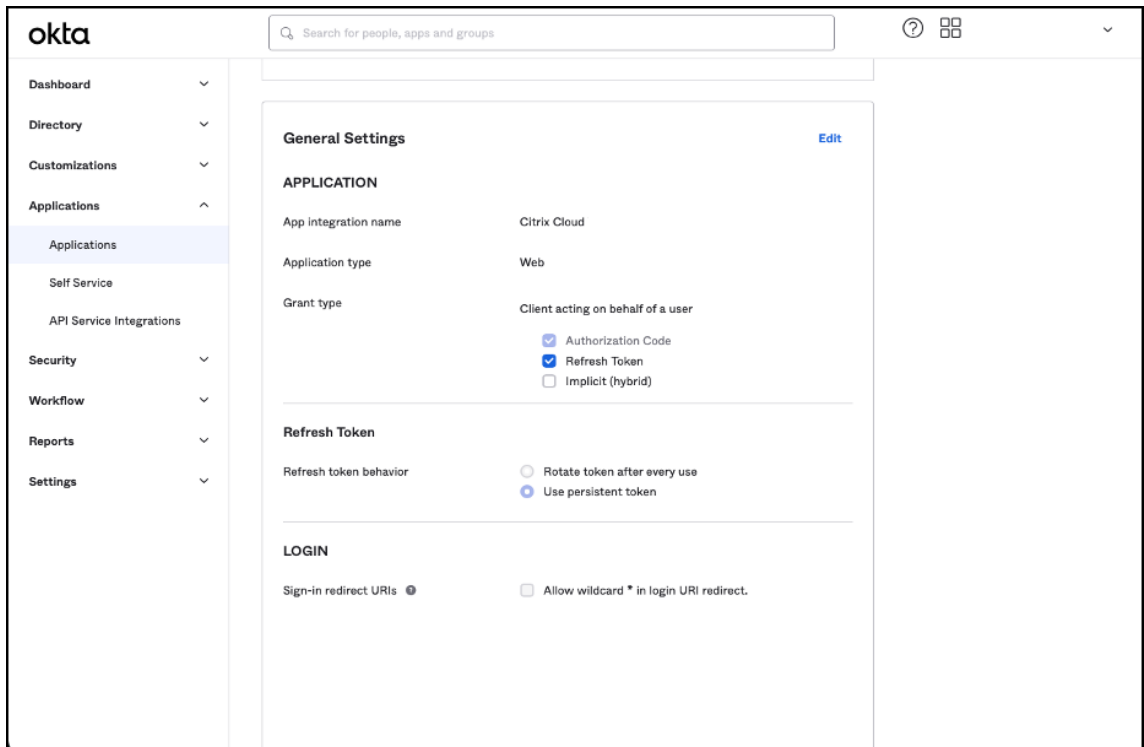 okta
Search for people, apps and groups
Dashboard
Directory
Customizations
Applications
Applications
Self Service
API Service Integrations
Security
Workflow
Reports
Settings
General Settings
Edit
APPLICATION
App integration name
Citrix Cloud
Application type
Web
Grant type
Client acting on behalf of a user
Authorization Code
Refresh Token
Implicit (hybrid)
Refresh Token
Refresh token behavior
Rotate token after every use
Use persistent token
LOGIN
Sign-in redirect URIs
Allow wildcard * in login URI redirect.